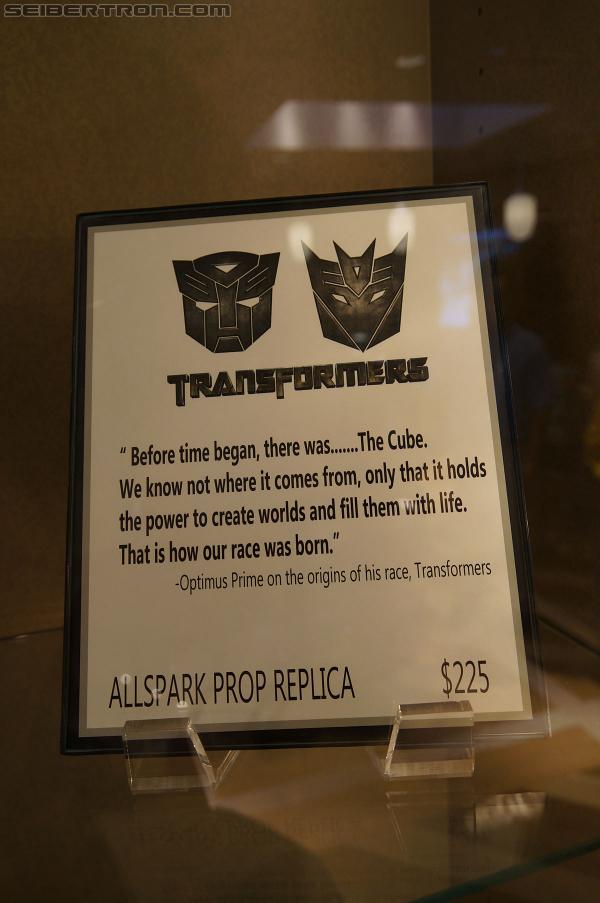 SEIBERTRON.COM
TRANSFORMERS
“ Before time began, there was.......The Cube.
We know not where it comes from, only that it holds
the power to create worlds and fill them with life.
That is how our race was born.”
-Optimus Prime on the origins of his race, Transformers
ALLSPARK PROP REPLICA $225